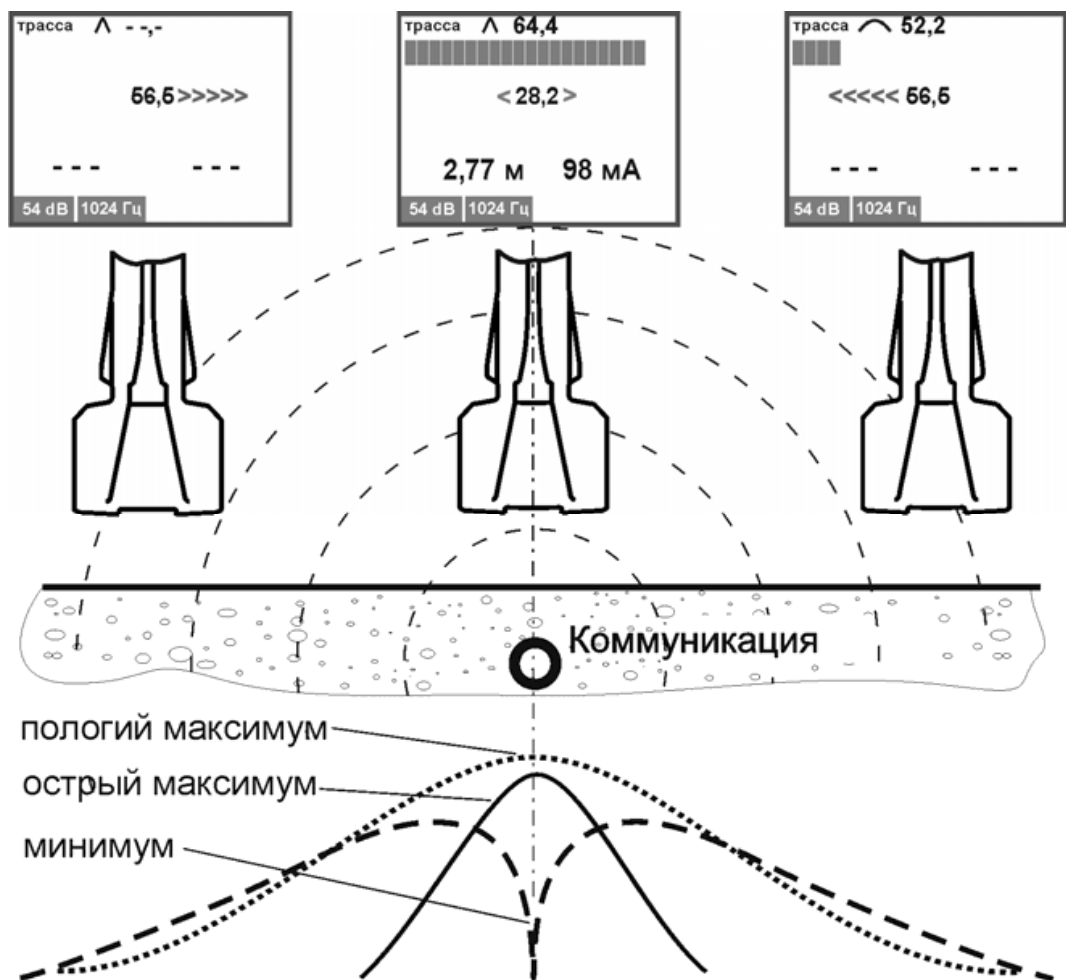 трасса ㅅ - -,-
56,5>>>>>
- - - - - -
54 dB 1024 Гц
трасса ㅅ 64,4
<28,2>
2,77 м 98 мА
54 dB 1024 Гц
трасса ⌒ 52,2
<<<<< 56,5
- - - - - -
54 dB 1024 Гц
Коммуникация
пологий максимум
острый максимум
минимум